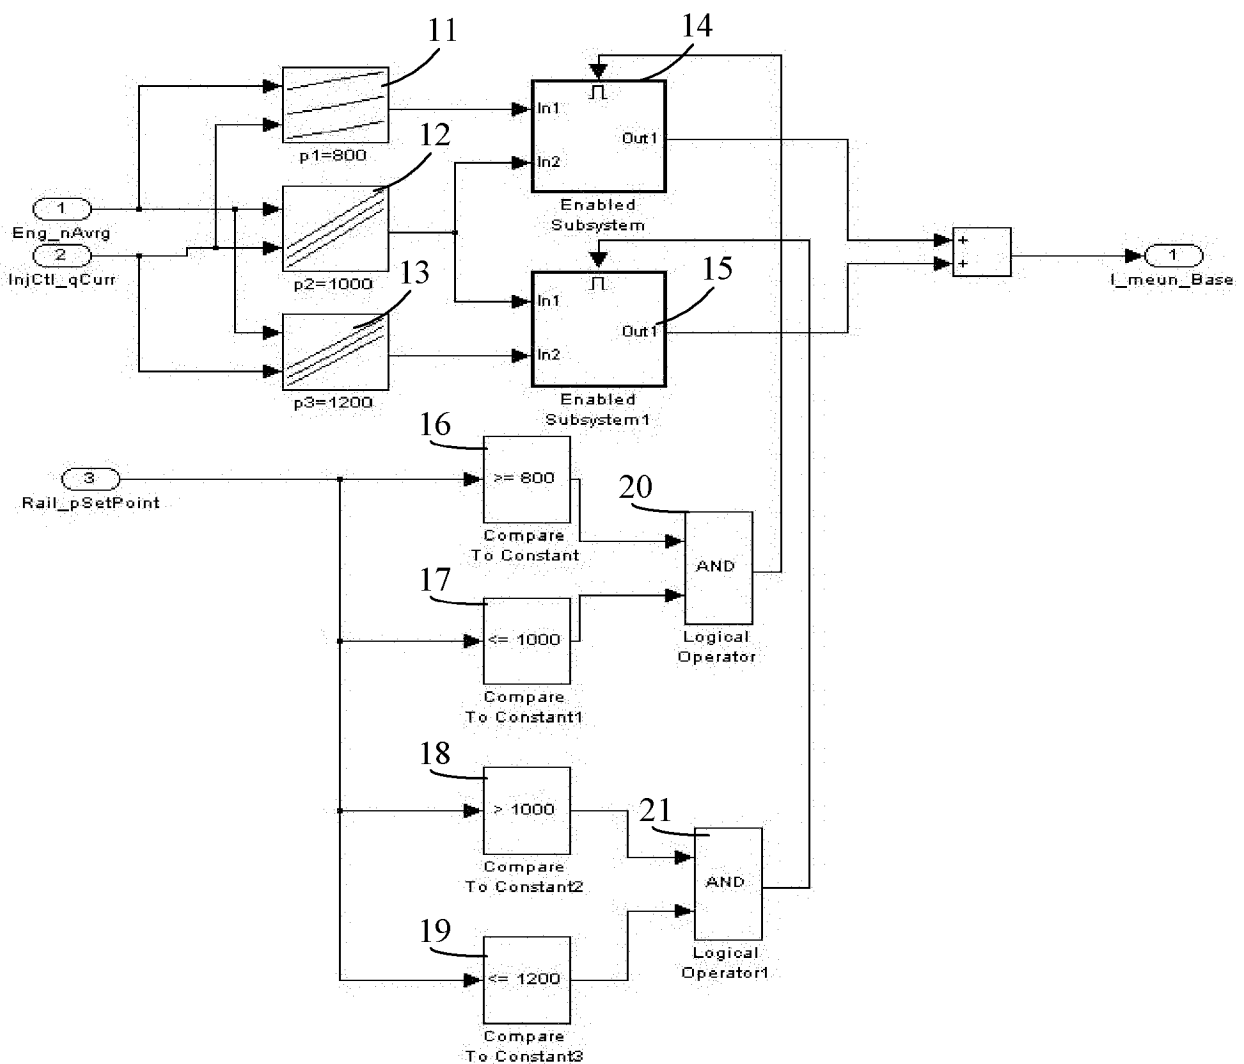 11
14
p1=800
12
In1
In2
Out1
Enabled
Subsystem
1
Eng_nAvrg
2
InjCtl_qCurr
p2=1000
13
15
In1
In2
Out1
Enabled
Subsystem1
p3=1200
+
+
1
I_meun_Base
16
3
Rail_pSetPoint
>= 800
Compare
To Constant
20
AND
Logical
Operator
17
<= 1000
Compare
To Constant1
18
> 1000
Compare
To Constant2
21
AND
Logical
Operator1
19
<= 1200
Compare
To Constant3